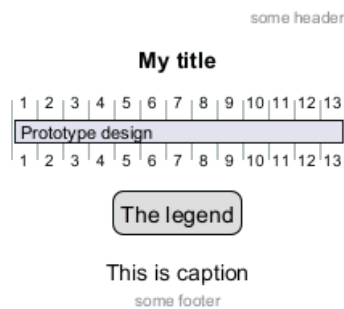 some header
My title
1 2 3 4 5 6 7 8 9 10 11 12 13
Prototype design
1 2 3 4 5 6 7 8 9 10 11 12 13
The legend
This is caption
some footer